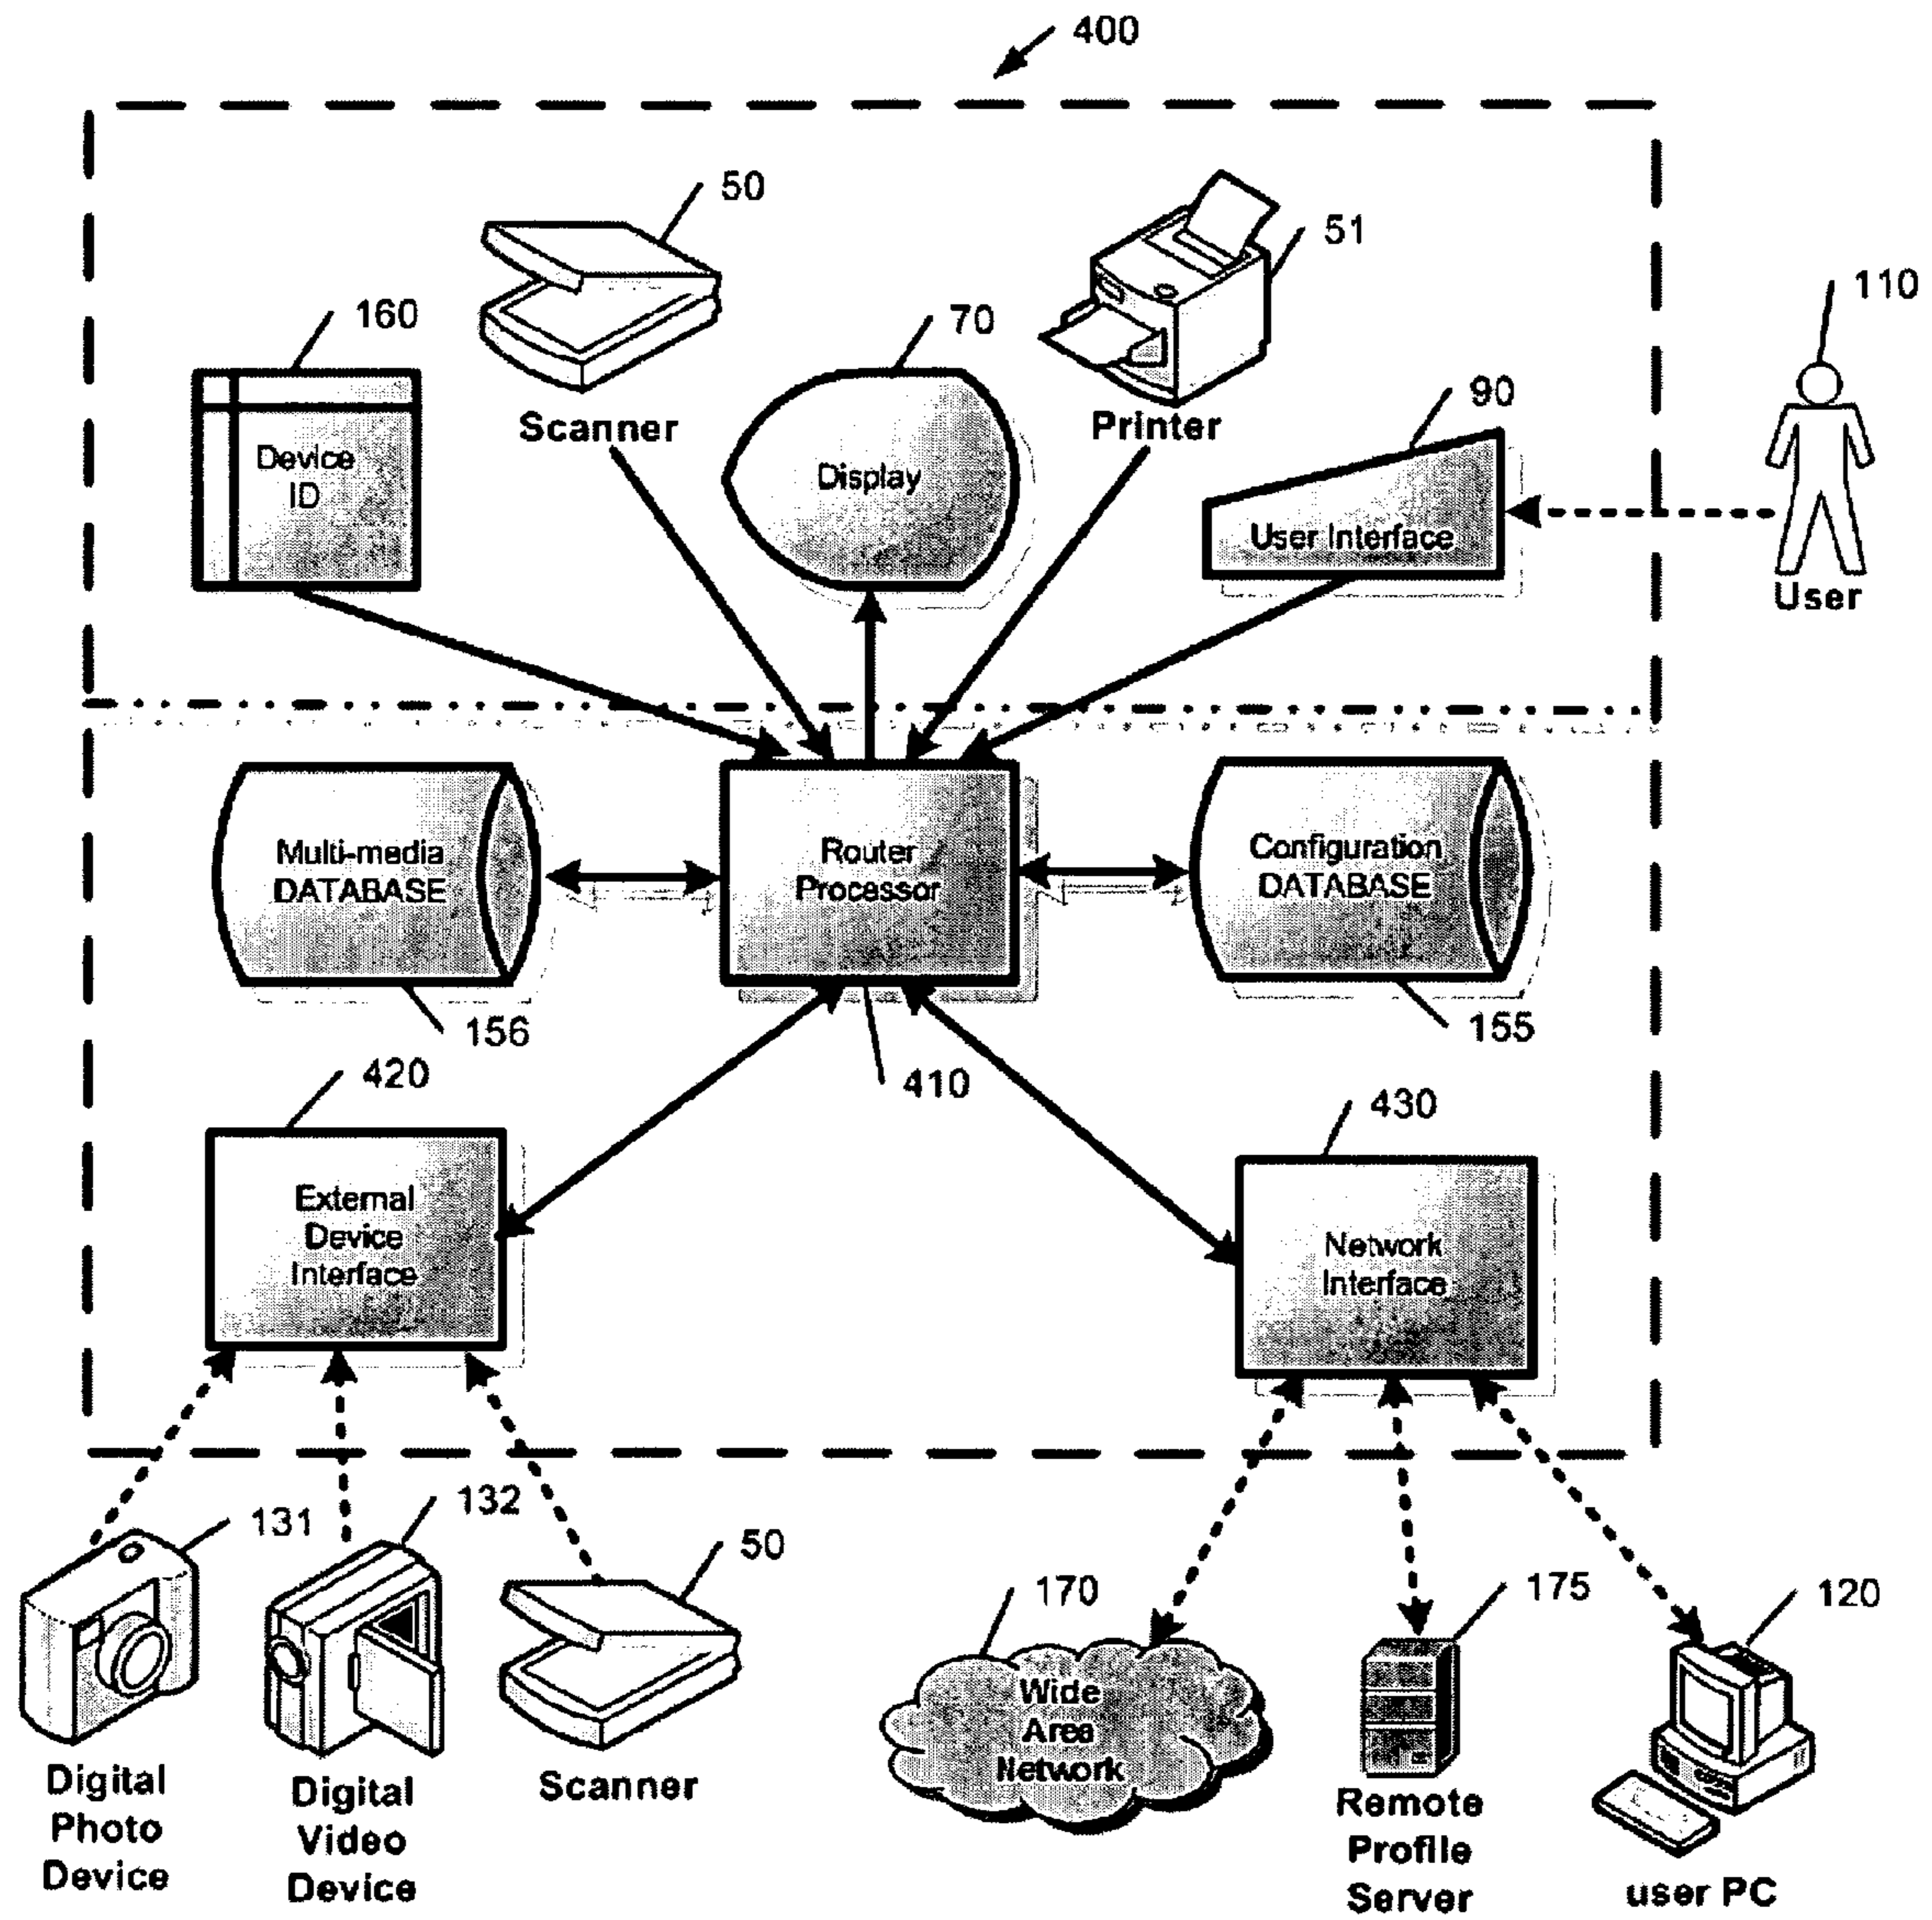 400
50
51
160
70
110
90
Device
ID
Scanner
Display
Printer
User Interface
User
Multi-media
DATABASE
Router
Processor
Configuration
DATABASE
156
155
420
410
430
External
Device
Interface
Network
Interface
131
132
50
170
175
120
Wide
Area
Network
Digital
Photo
Device
Digital
Video
Device
Scanner
Remote
Profile
Server
user PC